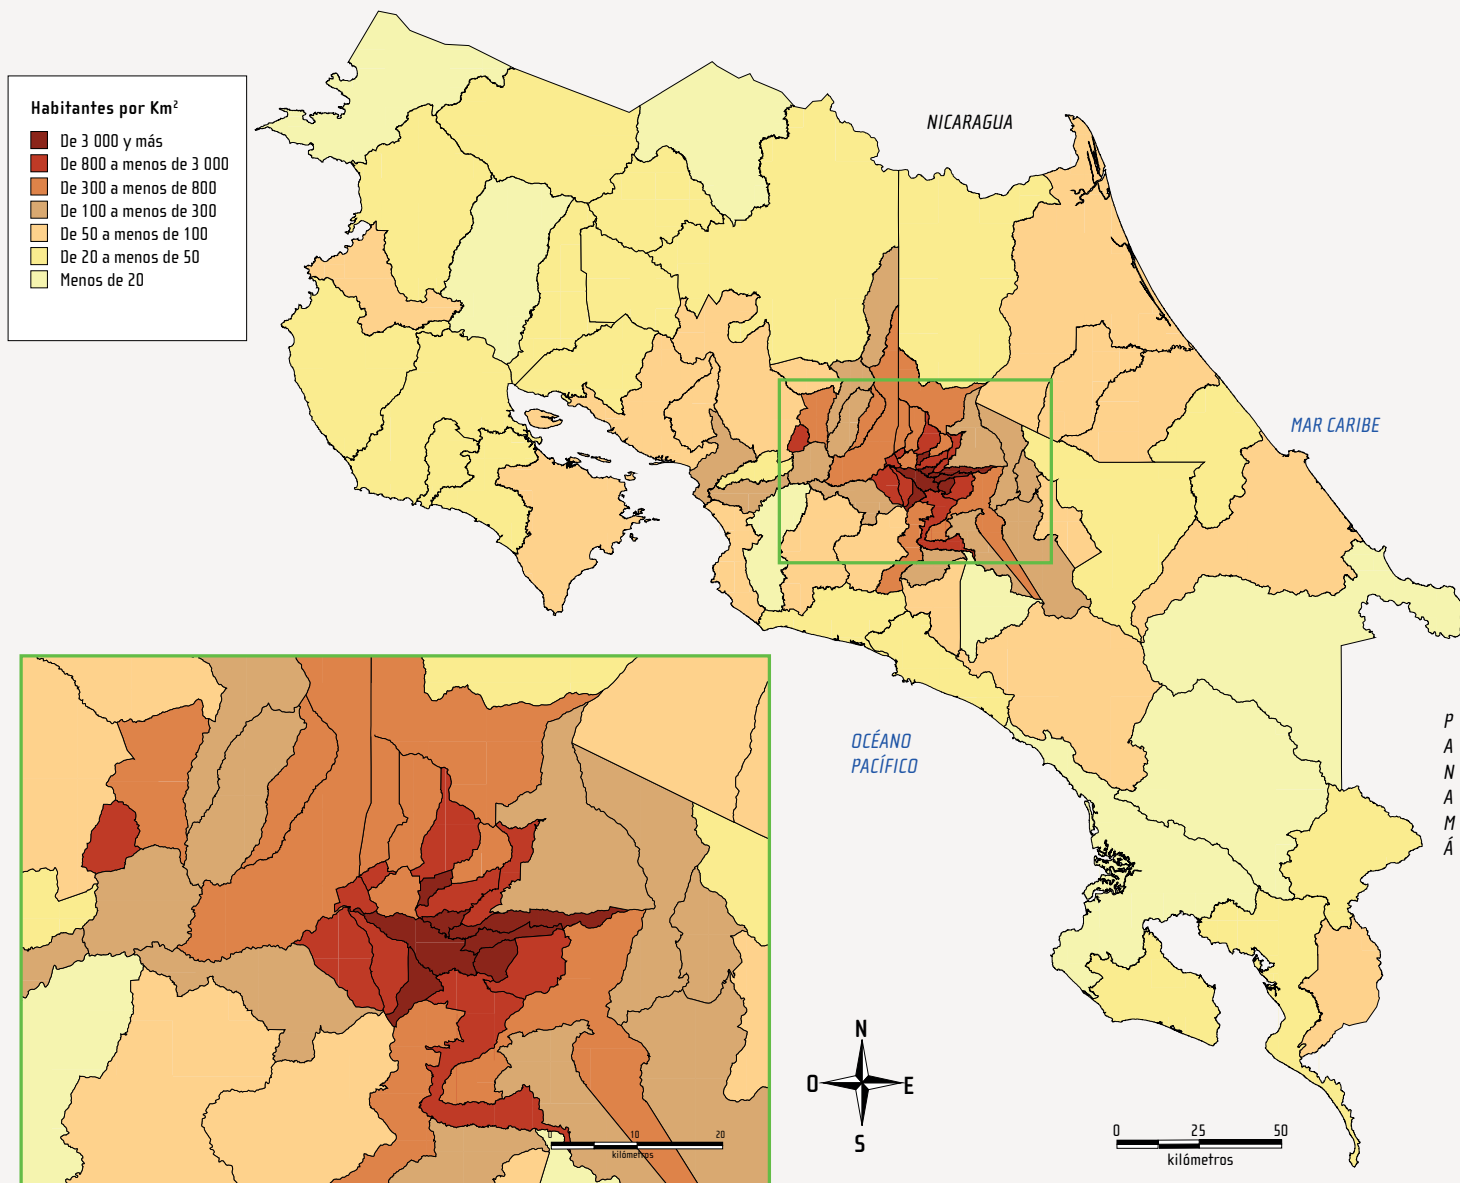 Habitantes por Km²
De 3 000 y más
De 800 a menos de 3 000
De 300 a menos de 800
De 100 a menos de 300
De 50 a menos de 100
De 20 a menos de 50
Menos de 20
NICARAGUA
MAR CARIBE
OCÉANO
PACÍFICO
P
A
N
A
M
Á
N
O E
S
0 10 20
kilómetros
0 25 50
kilómetros